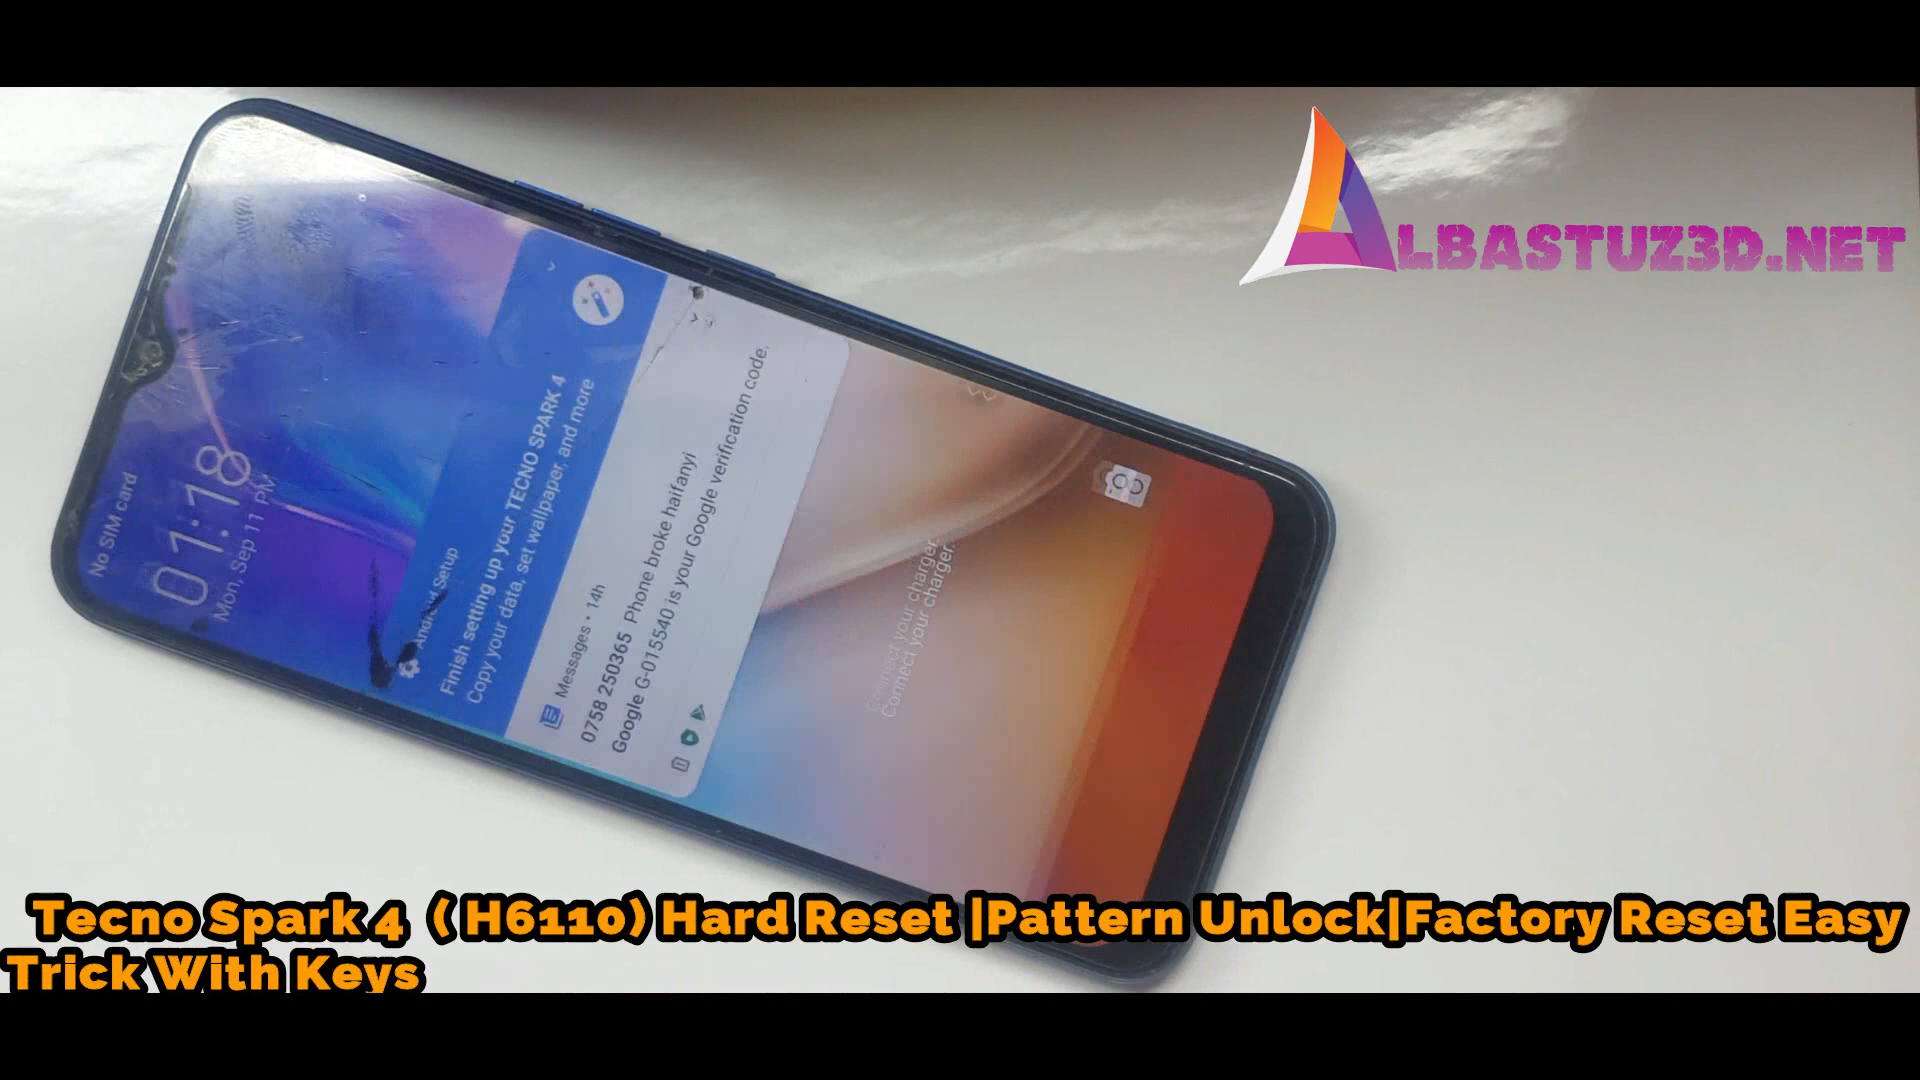 ALBASTUZ3D.NET
No SIM card
01:18
Mon, Sep 11 PM
Android Setup
Finish setting up your TECNO SPARK 4
Copy your data, set wallpaper, and more
Messages • 14h
0758 250365 Phone broke haifanyi
Google G-015540 is your Google verification code.
Connect your charger.
Connect your charger.
Tecno Spark 4 ( H6110) Hard Reset |Pattern Unlock|Factory Reset Easy
Trick With Keys